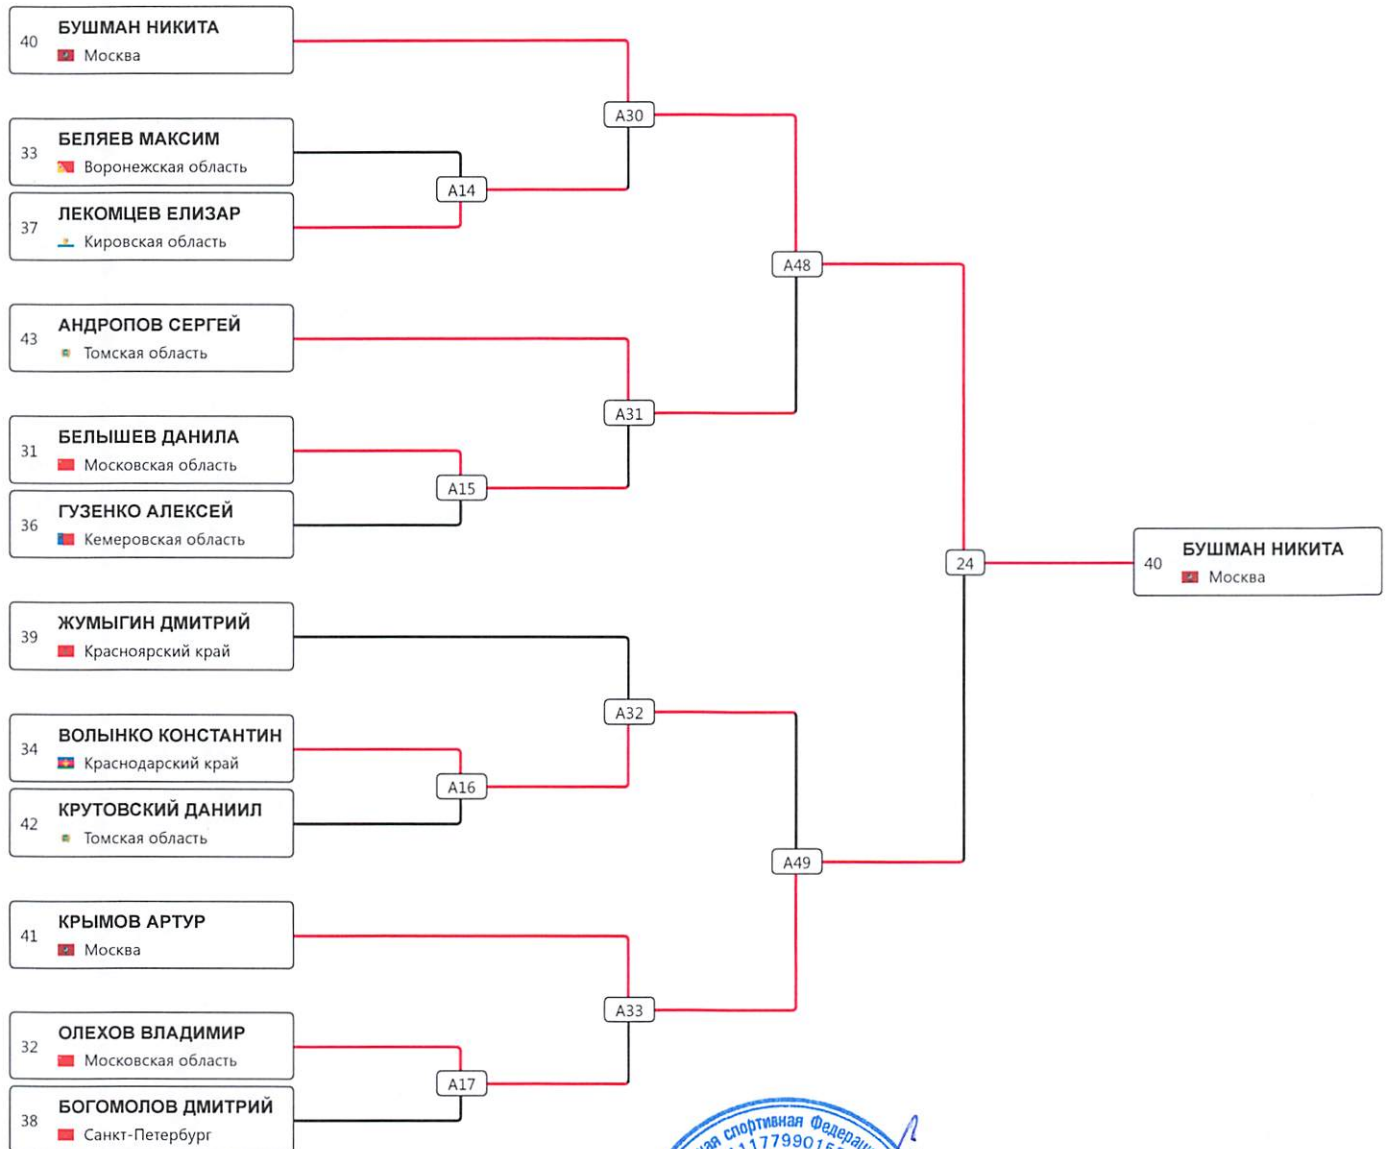 40 БУШМАН НИКИТА
Москва
A30
33 БЕЛЯЕВ МАКСИМ
Воронежская область
A14
37 ЛЕКОМЦЕВ ЕЛИЗАР
Кировская область
A48
43 АНДРОПОВ СЕРГЕЙ
Томская область
A31
31 БЕЛЫШЕВ ДАНИЛА
Московская область
A15
36 ГУЗЕНКО АЛЕКСЕЙ
Кемеровская область
24
40 БУШМАН НИКИТА
Москва
39 ЖУМЫГИН ДМИТРИЙ
Красноярский край
A32
34 ВОЛЫНКО КОНСТАНТИН
Краснодарский край
A16
42 КРУТОВСКИЙ ДАНИИЛ
Томская область
A49
41 КРЫМОВ АРТУР
Москва
A33
32 ОЛЕХОВ ВЛАДИМИР
Московская область
A17
38 БОГОМОЛОВ ДМИТРИЙ
Санкт-Петербург
спортивная